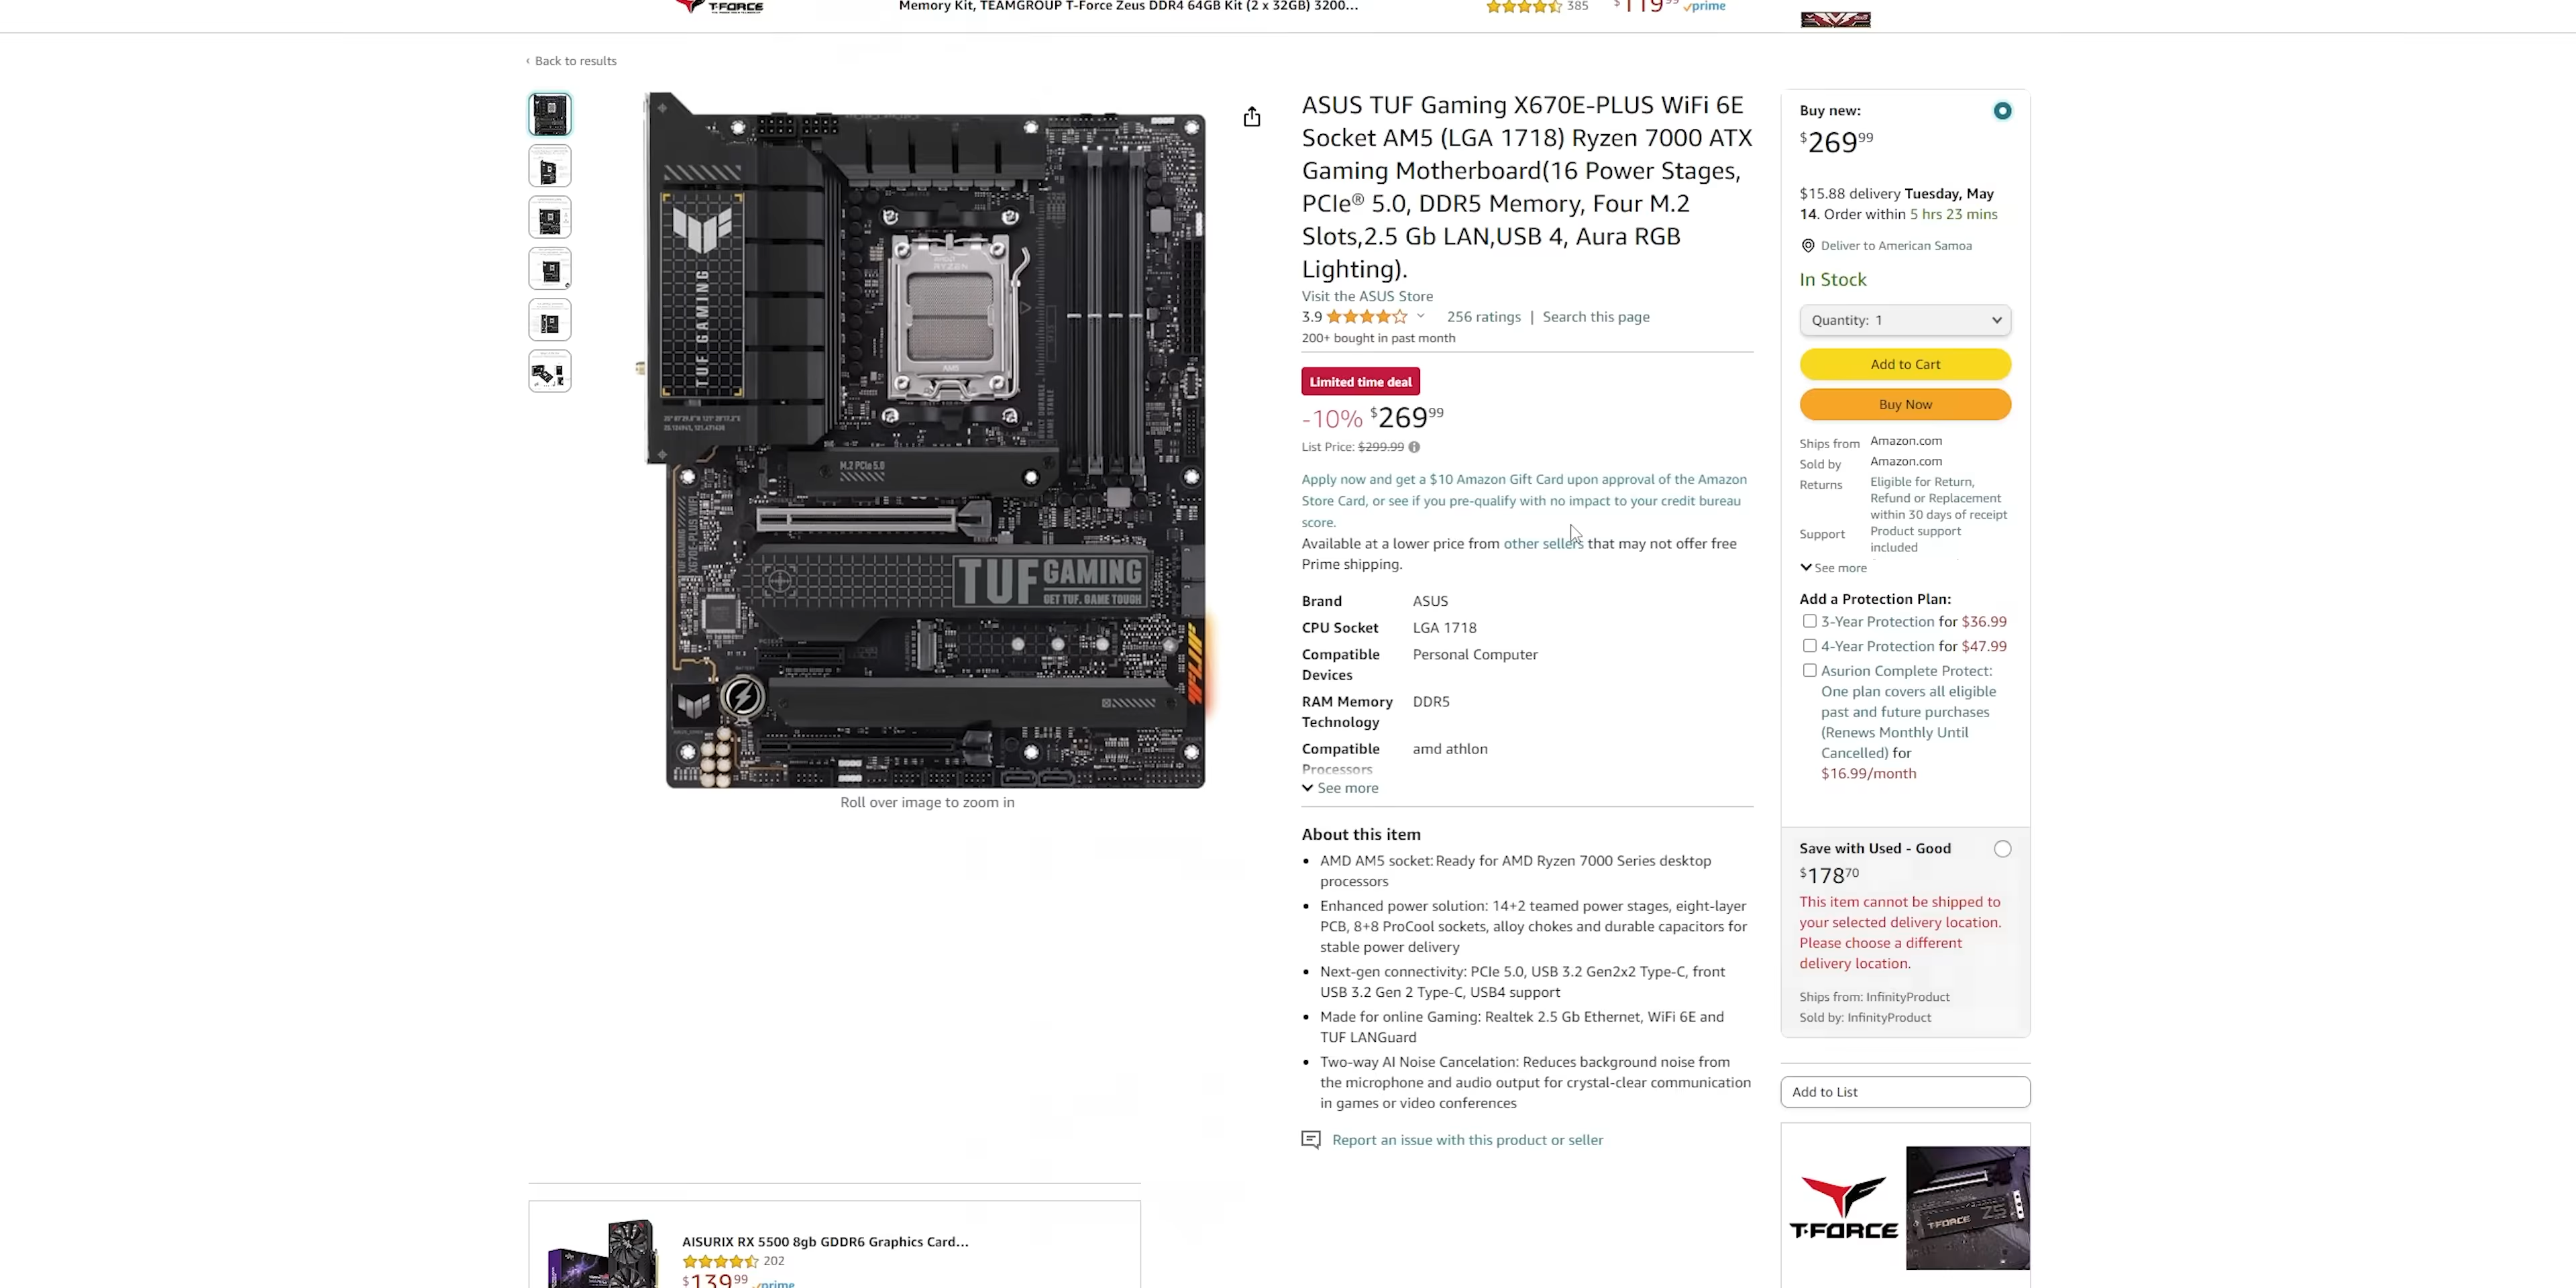 T-FORCE
Memory Kit, TEAMGROUP T-Force Zeus DDR4 64GB Kit (2 x 32GB) 3200...
385
$119.99 prime
‹ Back to results
ASUS TUF Gaming X670E-PLUS WiFi 6E
Socket AM5 (LGA 1718) Ryzen 7000 ATX
Gaming Motherboard(16 Power Stages,
PCIe® 5.0, DDR5 Memory, Four M.2
Slots,2.5 Gb LAN,USB 4, Aura RGB
Lighting).
Visit the ASUS Store
3.9
256 ratings | Search this page
200+ bought in past month
Limited time deal
-10% $269.99
List Price: $299.99
Apply now and get a $10 Amazon Gift Card upon approval of the Amazon
Store Card, or see if you pre-qualify with no impact to your credit bureau
score.
Available at a lower price from other sellers that may not offer free
Prime shipping.
Brand ASUS
CPU Socket LGA 1718
Compatible Devices Personal Computer
RAM Memory Technology DDR5
Compatible Processors amd athlon
See more
About this item
• AMD AM5 socket: Ready for AMD Ryzen 7000 Series desktop
processors
• Enhanced power solution: 14+2 teamed power stages, eight-layer
PCB, 8+8 ProCool sockets, alloy chokes and durable capacitors for
stable power delivery
• Next-gen connectivity: PCIe 5.0, USB 3.2 Gen2x2 Type-C, front
USB 3.2 Gen 2 Type-C, USB4 support
• Made for online Gaming: Realtek 2.5 Gb Ethernet, WiFi 6E and
TUF LANGuard
• Two-way AI Noise Cancelation: Reduces background noise from
the microphone and audio output for crystal-clear communication
in games or video conferences
Report an issue with this product or seller
TUF GAMING
RYZEN
AM5
M.2 PCIe 5.0
TUF GAMING
X670E-PLUS WIFI
TUF GAMING
GET TUF. GAME TOUGH
Roll over image to zoom in
Buy new:
$269.99
$15.88 delivery Tuesday, May
14. Order within 5 hrs 23 mins
Deliver to American Samoa
In Stock
Quantity: 1
Add to Cart
Buy Now
Ships from Amazon.com
Sold by Amazon.com
Returns Eligible for Return,
Refund or Replacement
within 30 days of receipt
Support Product support
included
See more
Add a Protection Plan:
3-Year Protection for $36.99
4-Year Protection for $47.99
Asurion Complete Protect:
One plan covers all eligible
past and future purchases
(Renews Monthly Until
Cancelled) for
$16.99/month
Save with Used - Good
$178.70
This item cannot be shipped to
your selected delivery location.
Please choose a different
delivery location.
Ships from: InfinityProduct
Sold by: InfinityProduct
Add to List
T-FORCE
T-FORCE Z5
AISURIX RX 5500 8gb GDDR6 Graphics Card...
202
$139.99 prime